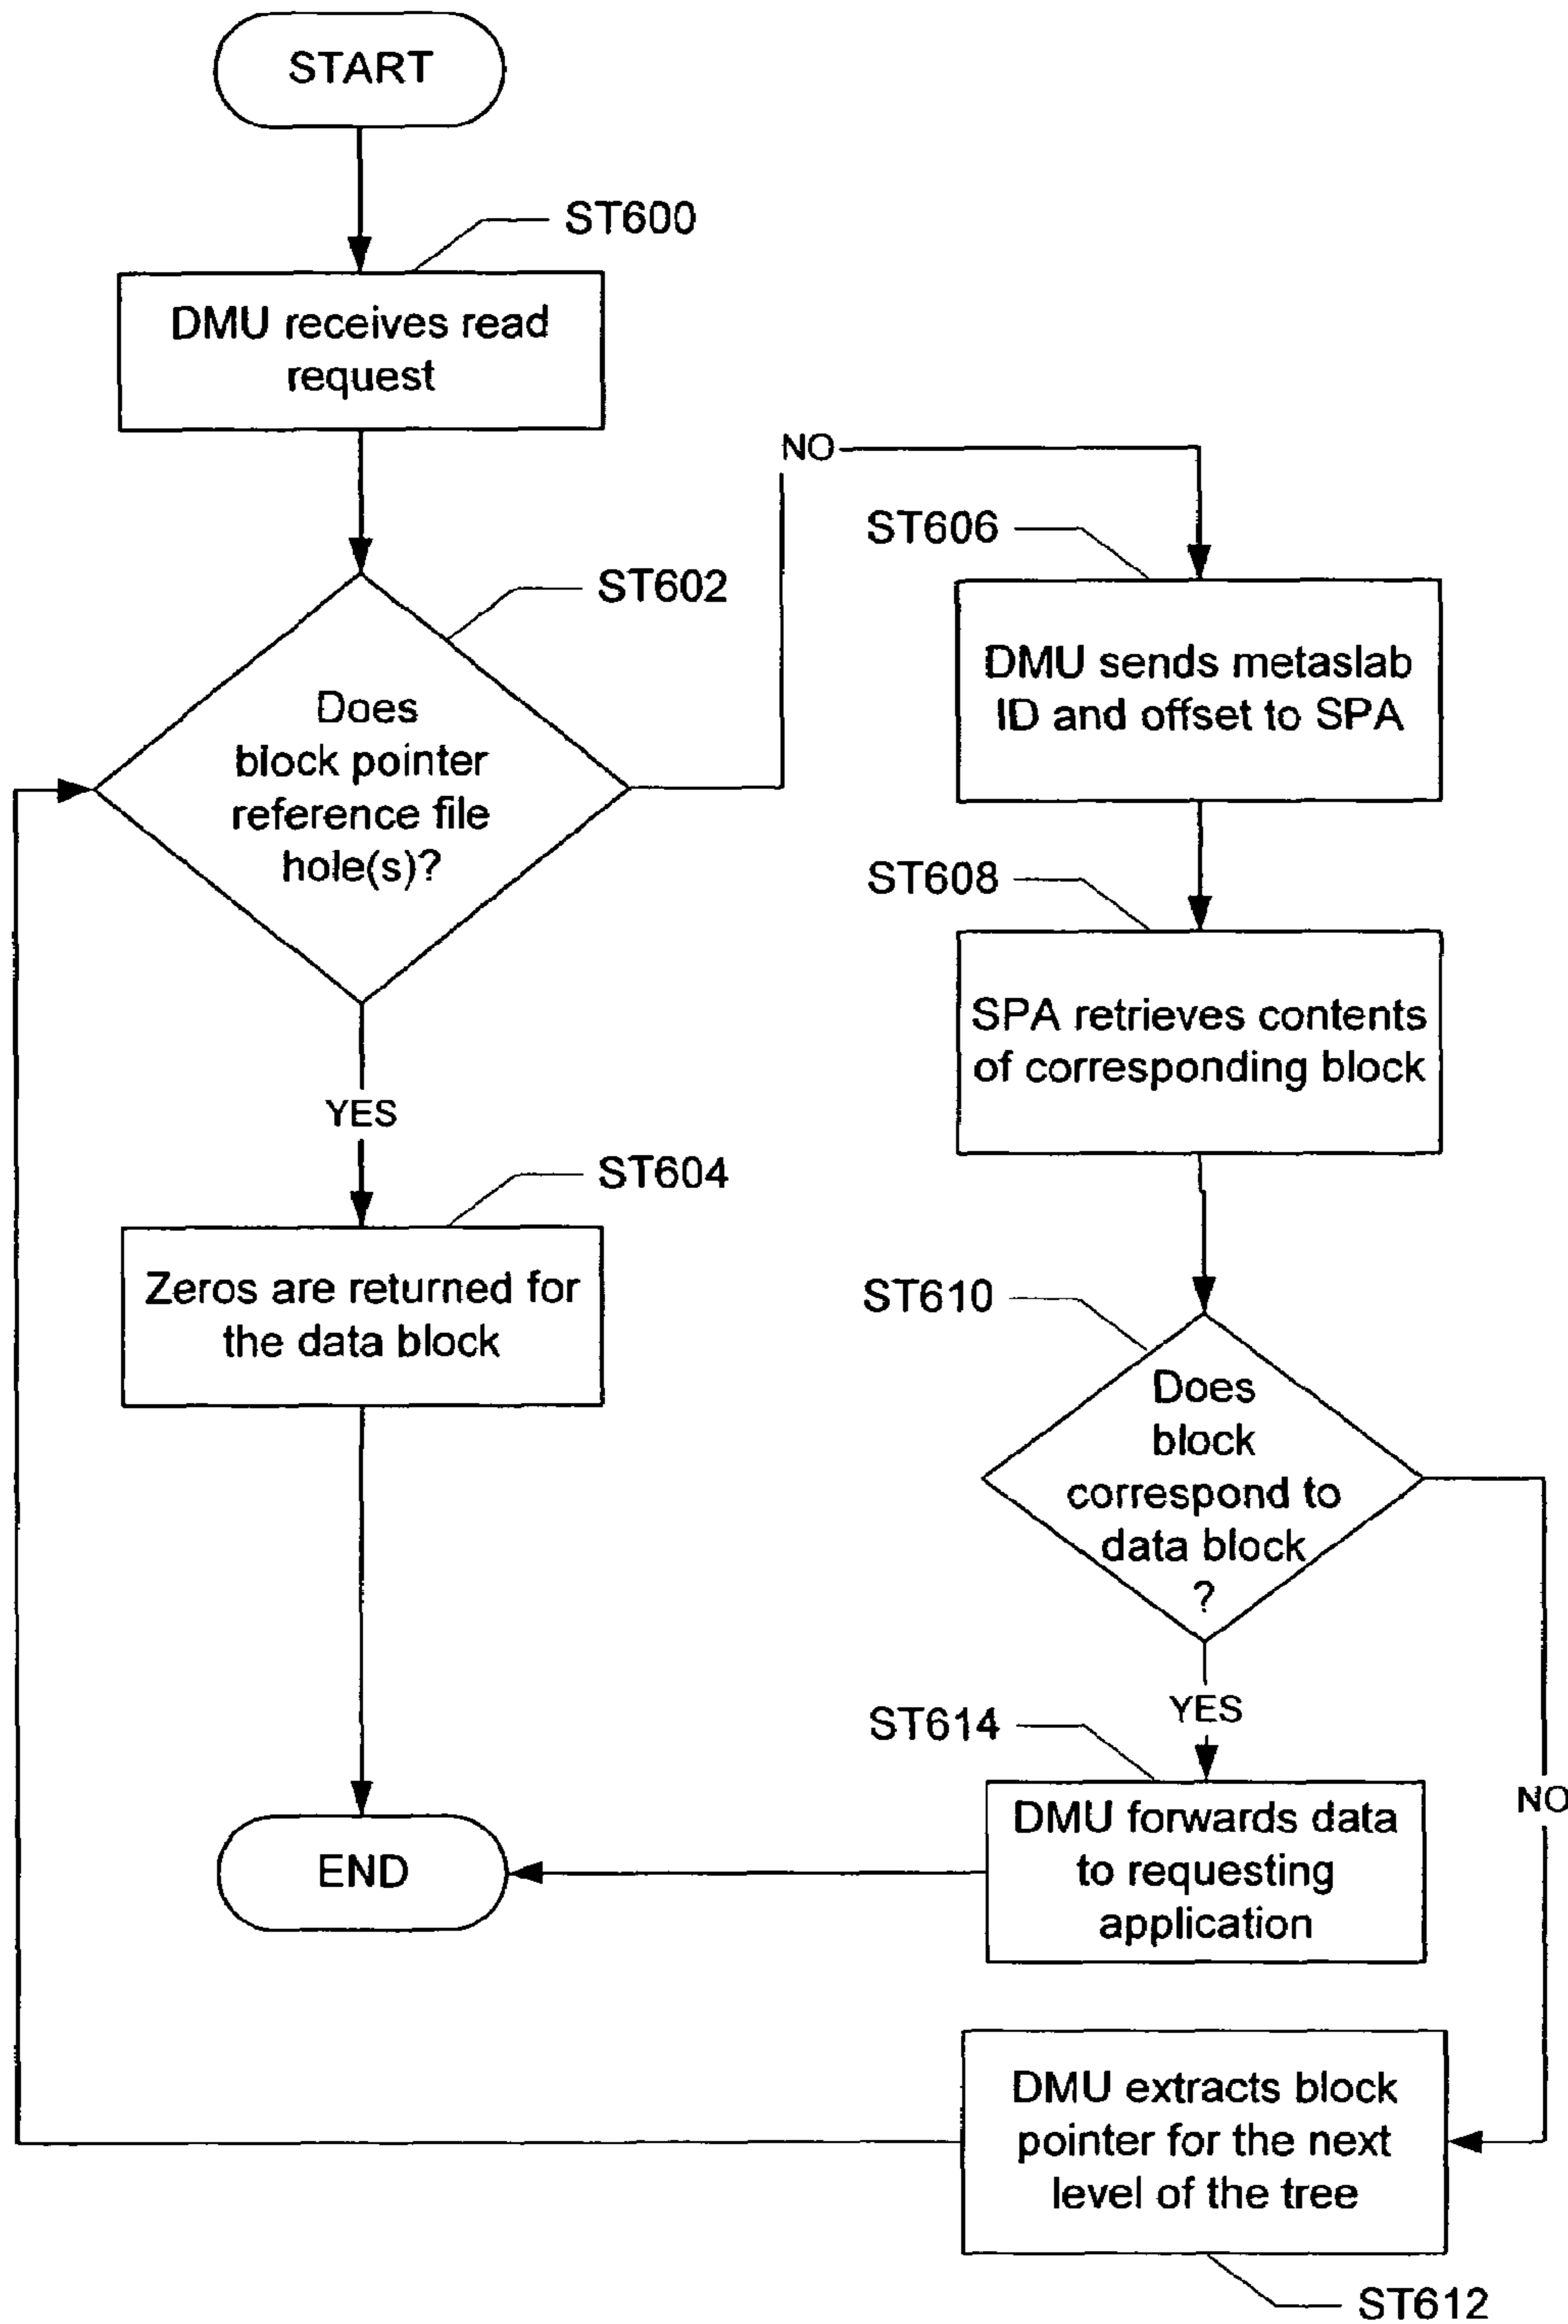 START
ST600
DMU receives read
request
ST602
Does
block pointer
reference file
hole(s)?
YES
ST604
Zeros are returned for
the data block
END
NO
ST606
DMU sends metaslab
ID and offset to SPA
ST608
SPA retrieves contents
of corresponding block
ST610
Does
block
correspond to
data block
?
YES
ST614
DMU forwards data
to requesting
application
NO
DMU extracts block
pointer for the next
level of the tree
ST612